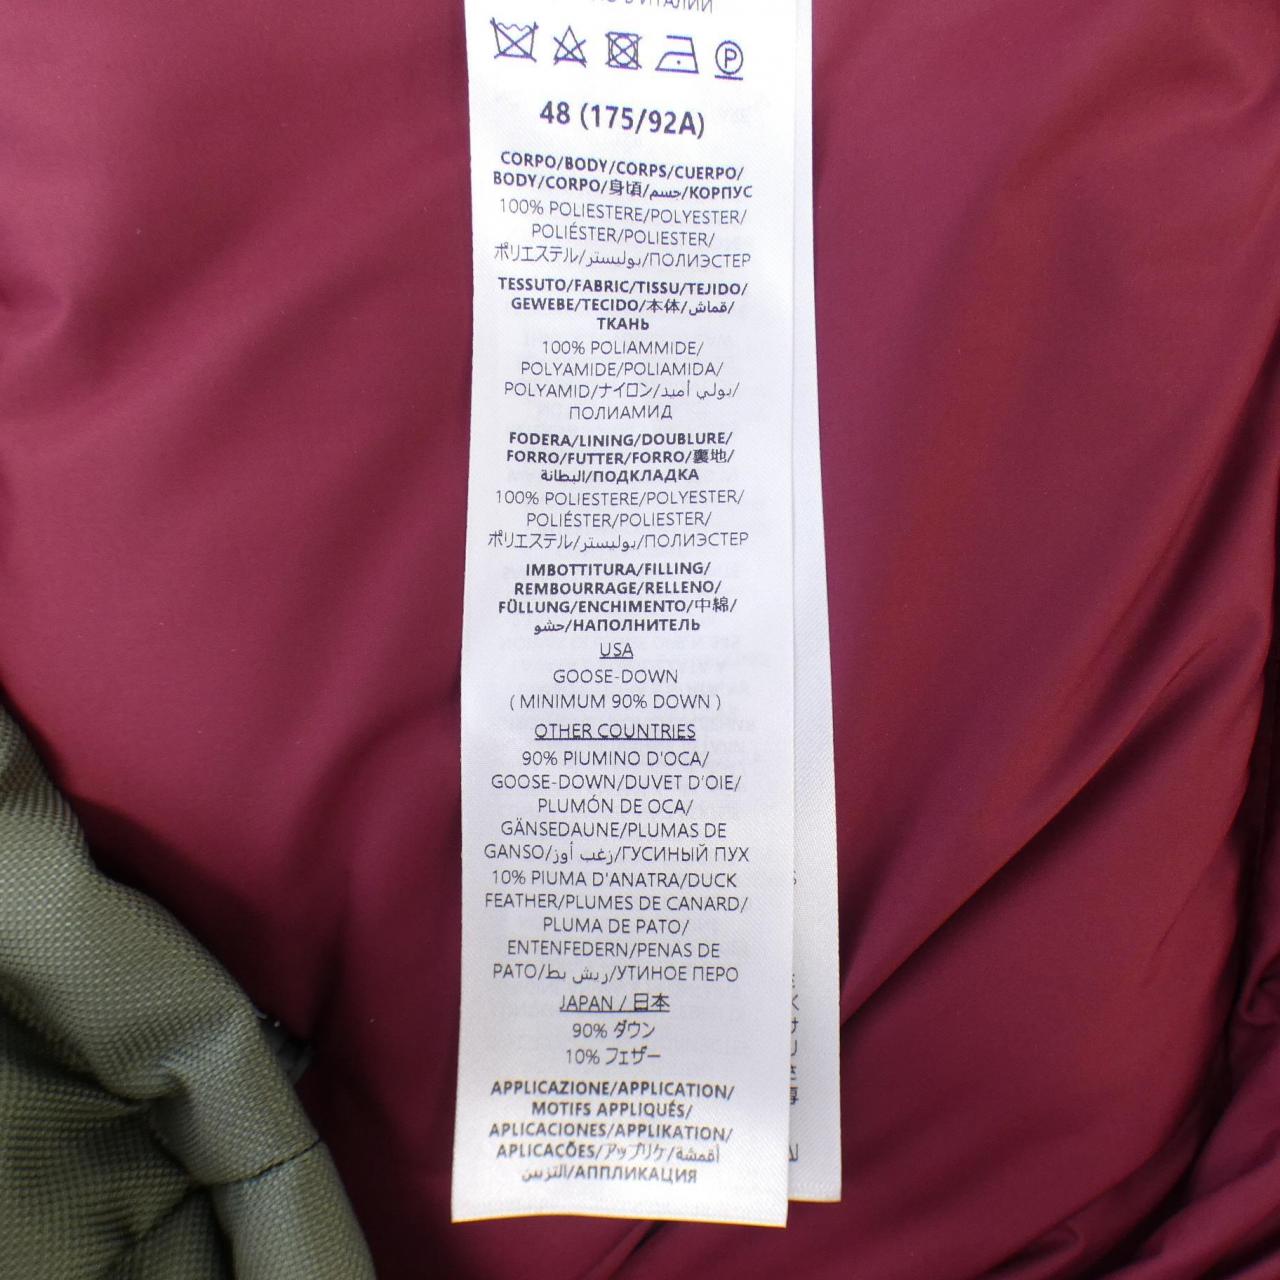 48 (175/92A)
CORPO/BODY/CORPS/CUERPO/
BODY/CORPO/身頃/جسم/КОРПУС
100% POLIESTERE/POLYESTER/
POLIÉSTER/POLIESTER/
ポリエステル/بوليستر/ПОЛИЭСТЕР
TESSUTO/FABRIC/TISSU/TEJIDO/
GEWEBE/TECIDO/本体/قماش/
ТКАНЬ
100% POLIAMMIDE/
POLYAMIDE/POLIAMIDA/
POLYAMID/ナイロン/بولي أميد/
ПОЛИАМИД
FODERA/LINING/DOUBLURE/
FORRO/FUTTER/FORRO/裏地/
البطانة/ПОДКЛАДКА
100% POLIESTERE/POLYESTER/
POLIÉSTER/POLIESTER/
ポリエステル/بوليستر/ПОЛИЭСТЕР
IMBOTTITURA/FILLING/
REMBOURRAGE/RELLENO/
FÜLLUNG/ENCHIMENTO/中綿/
حشو/НАПОЛНИТЕЛЬ
USA
GOOSE-DOWN
( MINIMUM 90% DOWN )
OTHER COUNTRIES
90% PIUMINO D'OCA/
GOOSE-DOWN/DUVET D'OIE/
PLUMÓN DE OCA/
GÄNSEDAUNE/PLUMAS DE
GANSO/زغب أوز/ГУСИНЫЙ ПУХ
10% PIUMA D'ANATRA/DUCK
FEATHER/PLUMES DE CANARD/
PLUMA DE PATO/
ENTENFEDERN/PENAS DE
PATO/ريش بط/УТИНОЕ ПЕРО
JAPAN / 日本
90% ダウン
10% フェザー
APPLICAZIONE/APPLICATION/
MOTIFS APPLIQUÉS/
APLICACIONES/APPLIKATION/
APLICACÕES/アップリケ/أقمشة
التزيين/АППЛИКАЦИЯ